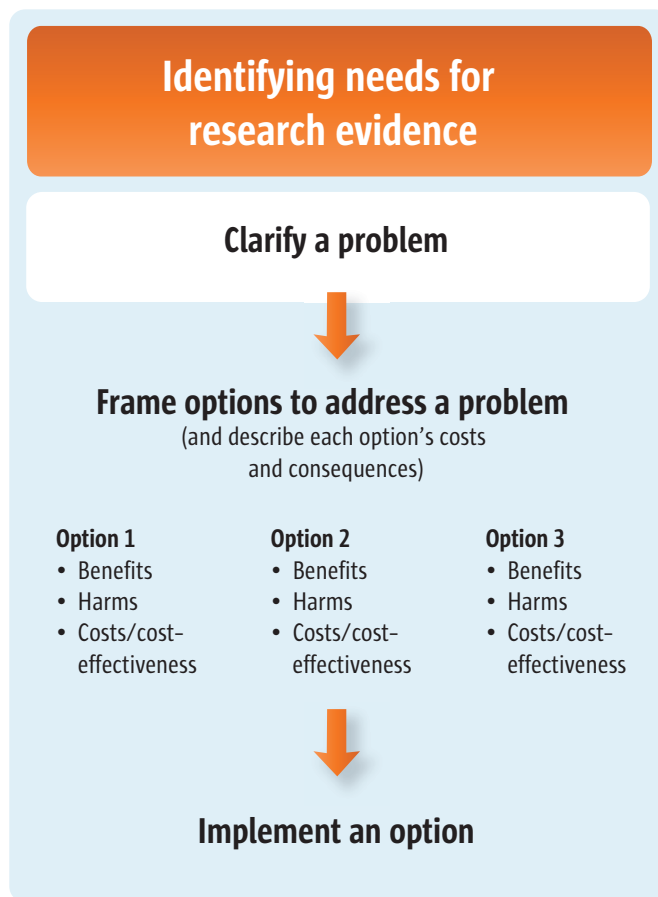 Identifying needs for
research evidence
Clarify a problem
Frame options to address a problem
(and describe each option's costs
and consequences)
Option 1
• Benefits
• Harms
• Costs/cost–
effectiveness
Option 2
• Benefits
• Harms
• Costs/cost–
effectiveness
Option 3
• Benefits
• Harms
• Costs/cost–
effectiveness
Implement an option